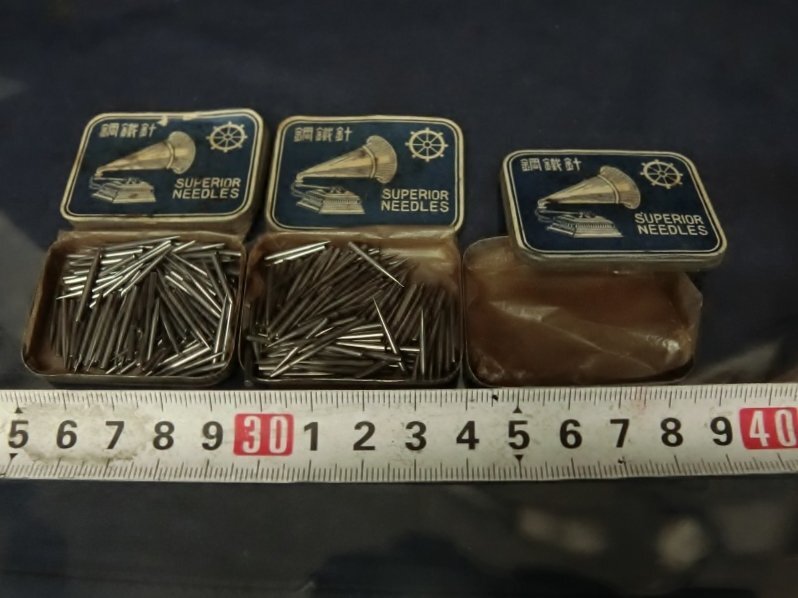 鋼鐵針
SUPERIOR
NEEDLES
鋼鐵針
SUPERIOR
NEEDLES
鋼鐵針
SUPERIOR
NEEDLES
5 6 7 8 9 30 1 2 3 4 5 6 7 8 9 40